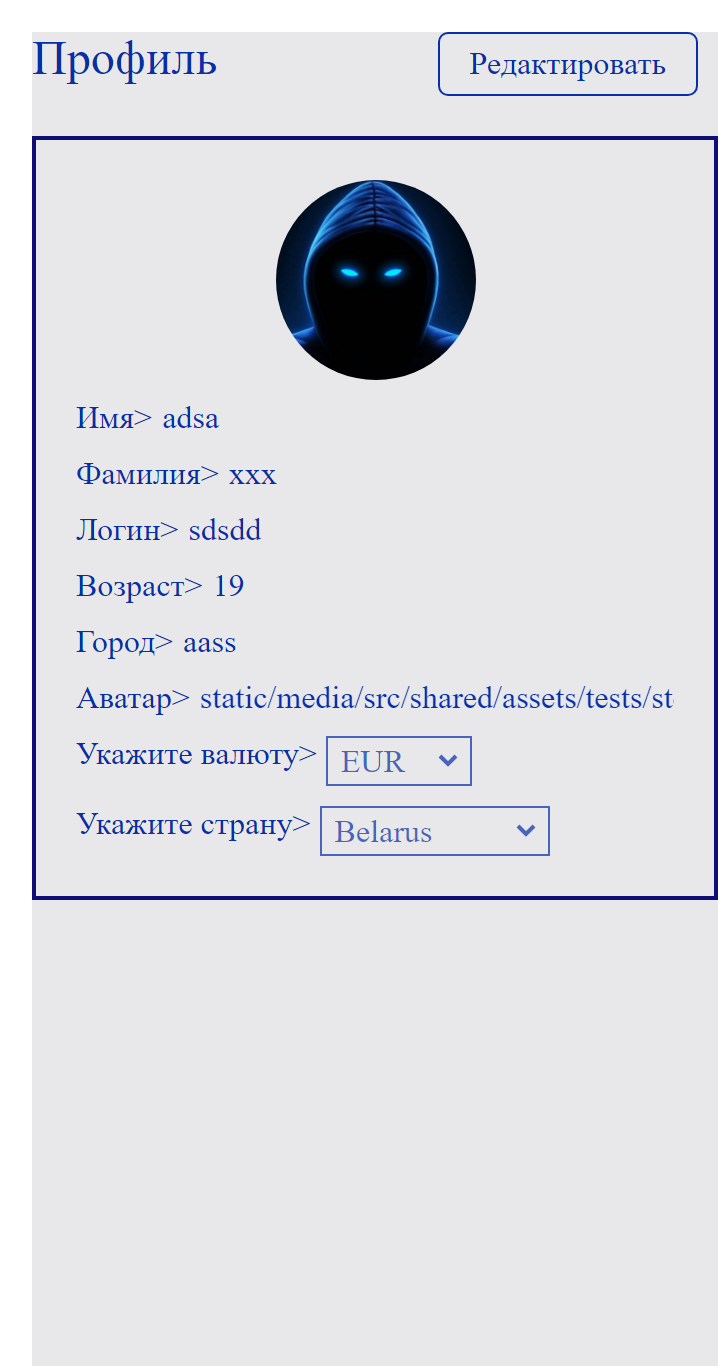 Профиль
Редактировать
Имя> adsa
Фамилия> xxx
Логин> sdsdd
Возраст> 19
Город> aass
Аватар> static/media/src/shared/assets/tests/st
Укажите валюту> EUR
Укажите страну> Belarus